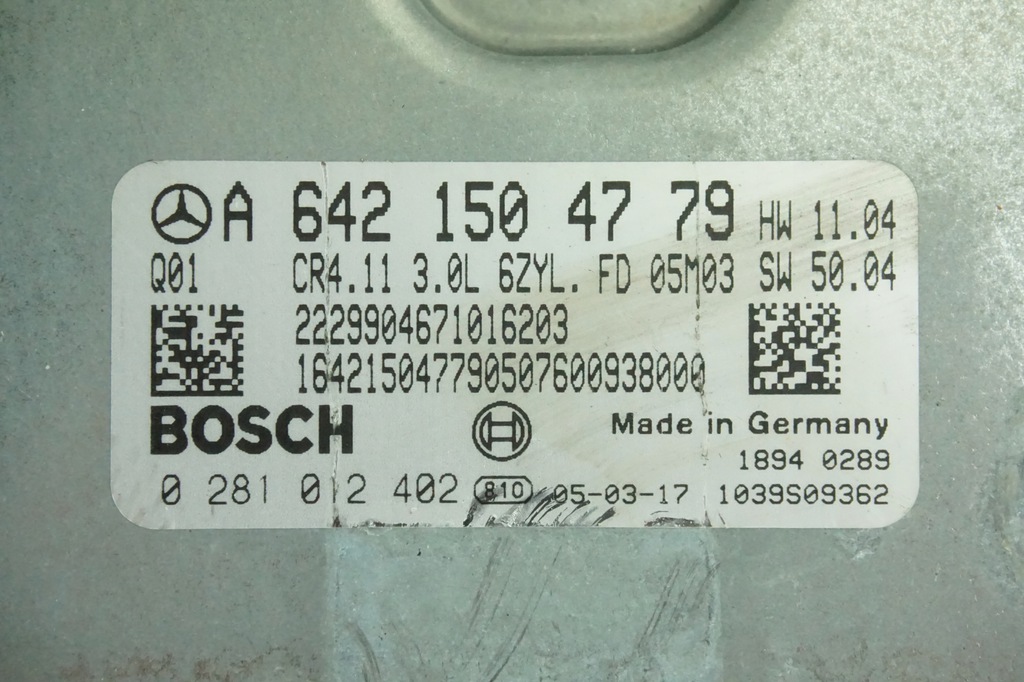 A 642 150 47 79 HW 11.04
Q01 CR4.11 3.0L 6ZYL. FD 05M03 SW 50.04
2229904671016203
164215047790507600938000
BOSCH Made in Germany
1894 0289
0 281 012 402 810 05-03-17 1039S09362